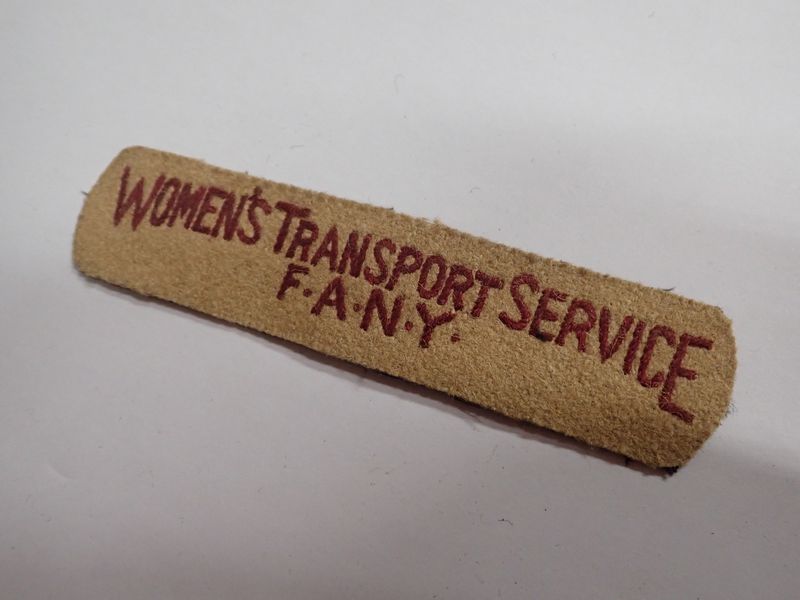 WOMEN'S TRANSPORT SERVICE
F.A.N.Y.